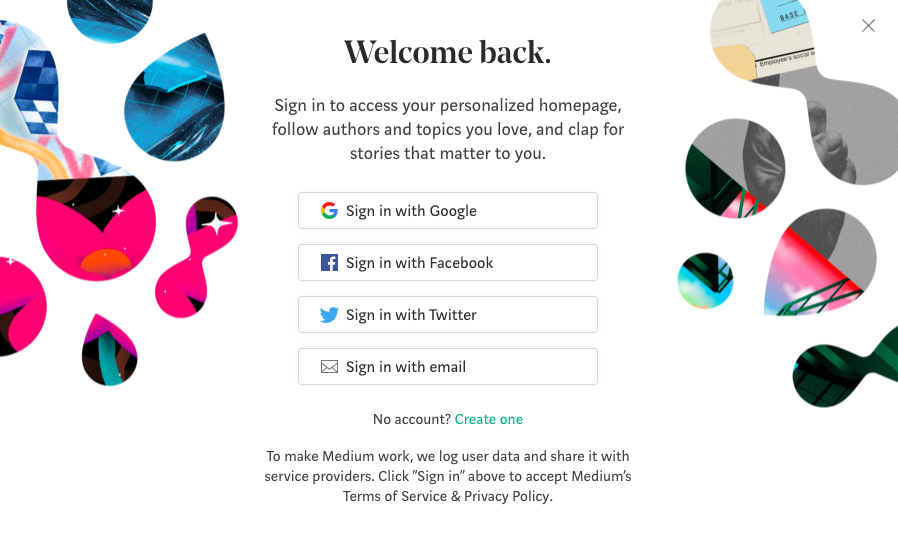 BASE
Employee's social
Welcome back.
Sign in to access your personalized homepage,
follow authors and topics you love, and clap for
stories that matter to you.
Sign in with Google
Sign in with Facebook
Sign in with Twitter
Sign in with email
No account? Create one
To make Medium work, we log user data and share it with
service providers. Click "Sign in" above to accept Medium's
Terms of Service & Privacy Policy.